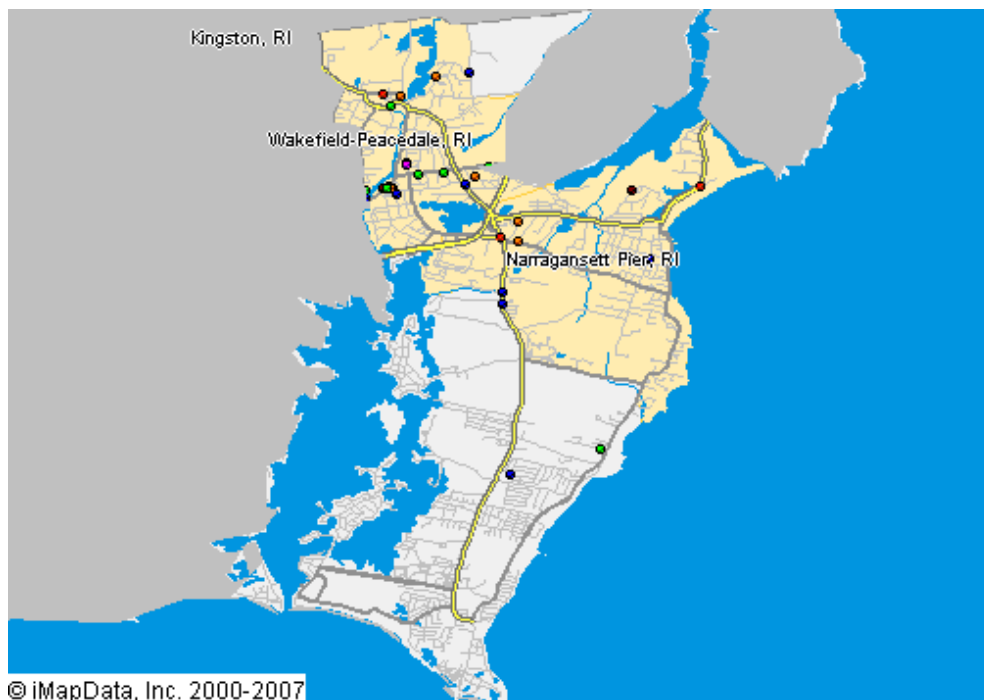 Kingston, RI
Wakefield-Peacedale, RI
Narragansett Pier, RI
© iMapData, Inc. 2000-2007